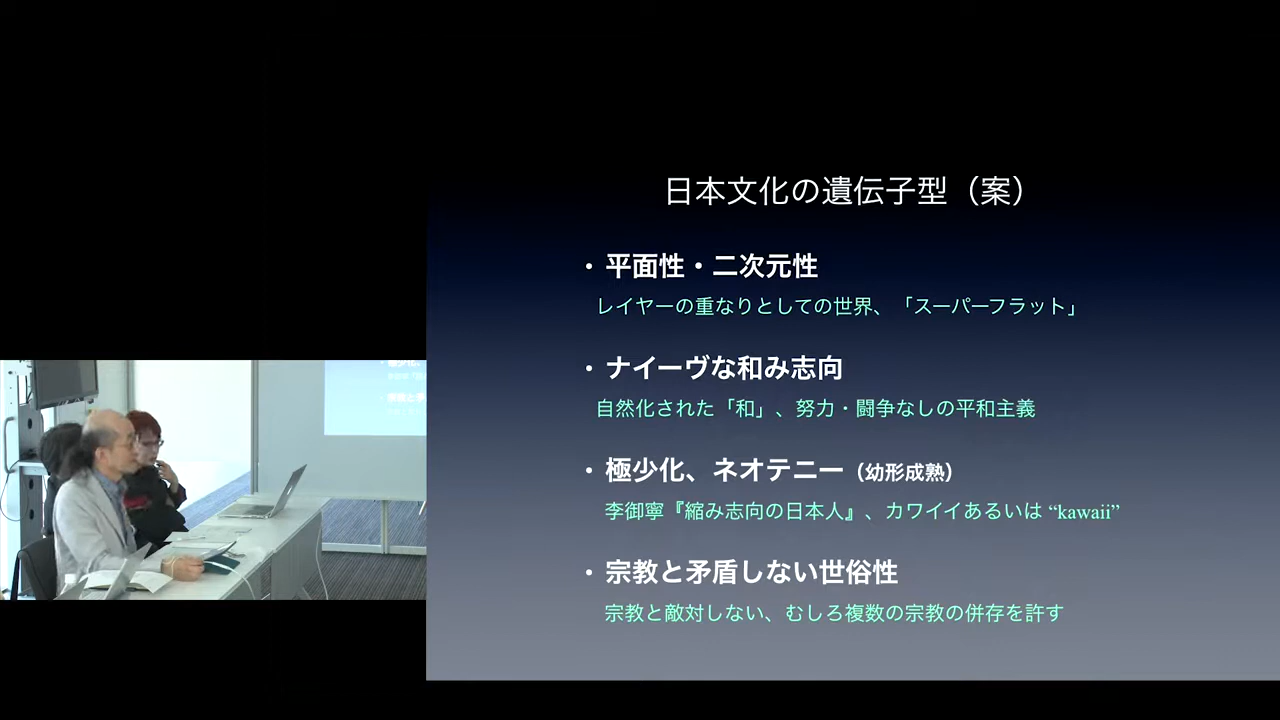 日本文化の遺伝子型（案）
・平面性・二次元性
レイヤーの重なりとしての世界、「スーパーフラット」
・ナイーヴな和み志向
自然化された「和」、努力・闘争なしの平和主義
・極少化、ネオテニー（幼形成熟）
李御寧『縮み志向の日本人』、カワイイあるいは “kawaii”
・宗教と矛盾しない世俗性
宗教と敵対しない、むしろ複数の宗教の併存を許す